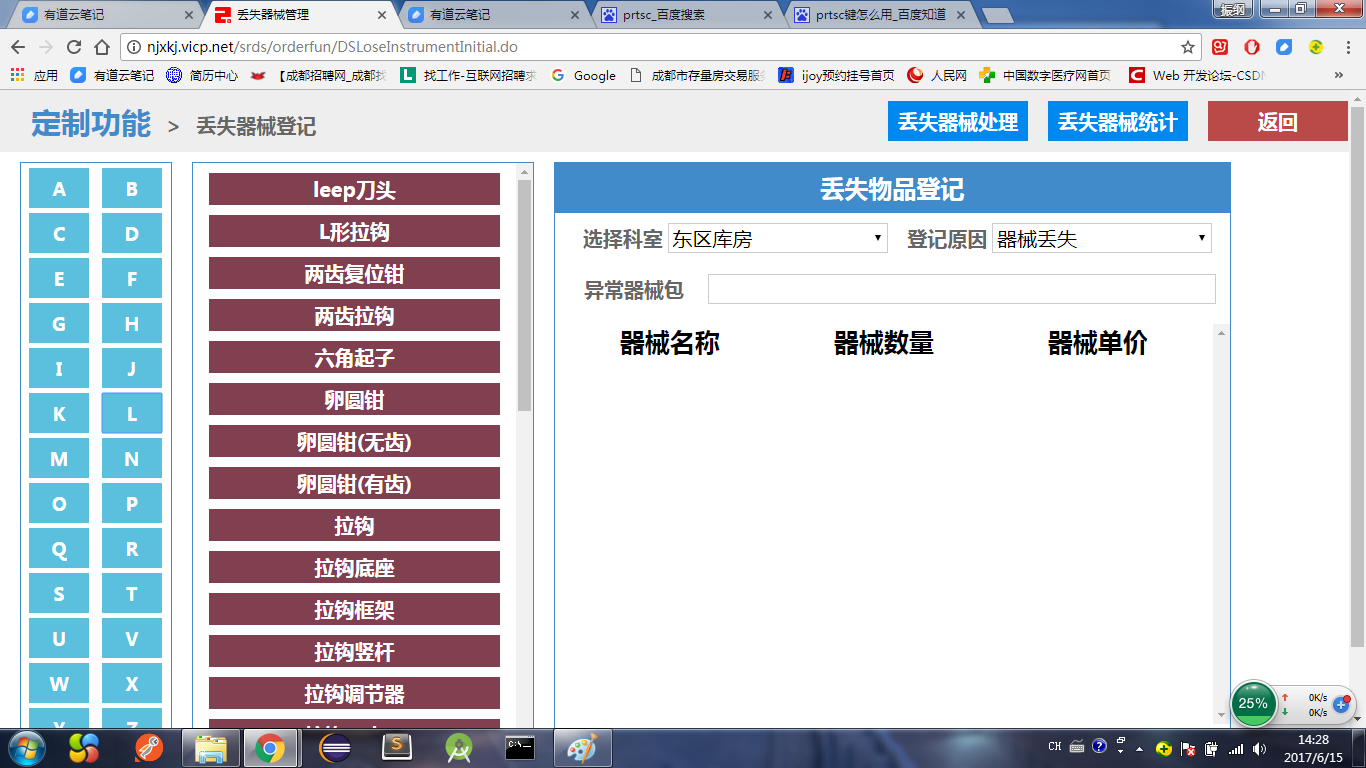 有道云笔记
丢失器械管理
有道云笔记
prtsc_百度搜索
prtsc键怎么用_百度知道
振纲
njxkj.vicp.net/srds/orderfun/DSLoseInstrumentInitial.do
应用
有道云笔记
简历中心
【成都招聘网_成都找
找工作-互联网招聘求
Google
成都市存量房交易服务
ijoy预约挂号首页
人民网
中国数字医疗网首页
Web 开发论坛-CSDN
»
定制功能 > 丢失器械登记
丢失器械处理
丢失器械统计
返回
A B
C D
E F
G H
I J
K L
M N
O P
Q R
S T
U V
W X
Y Z
leep刀头
L形拉钩
两齿复位钳
两齿拉钩
六角起子
卵圆钳
卵圆钳(无齿)
卵圆钳(有齿)
拉钩
拉钩底座
拉钩框架
拉钩竖杆
拉钩调节器
丢失物品登记
选择科室 东区库房 登记原因 器械丢失
异常器械包
器械名称 器械数量 器械单价
25%
0K/s
0K/s
CH
14:28
2017/6/15